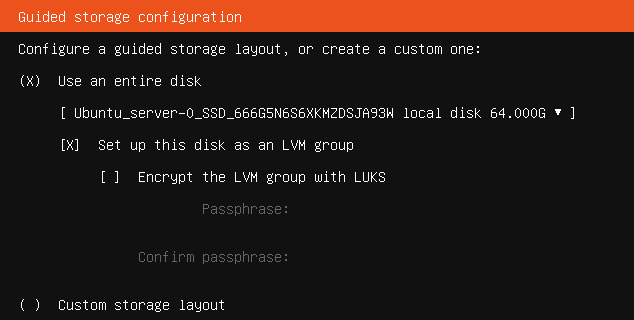 Guided storage configuration
Configure a guided storage layout, or create a custom one:
(X) Use an entire disk
[ Ubuntu_server-0_SSD_666G5N6S6XKMZDSJA93W local disk 64.000G ▾ ]
[X] Set up this disk as an LVM group
[ ] Encrypt the LVM group with LUKS
Passphrase:
Confirm passphrase:
( ) Custom storage layout